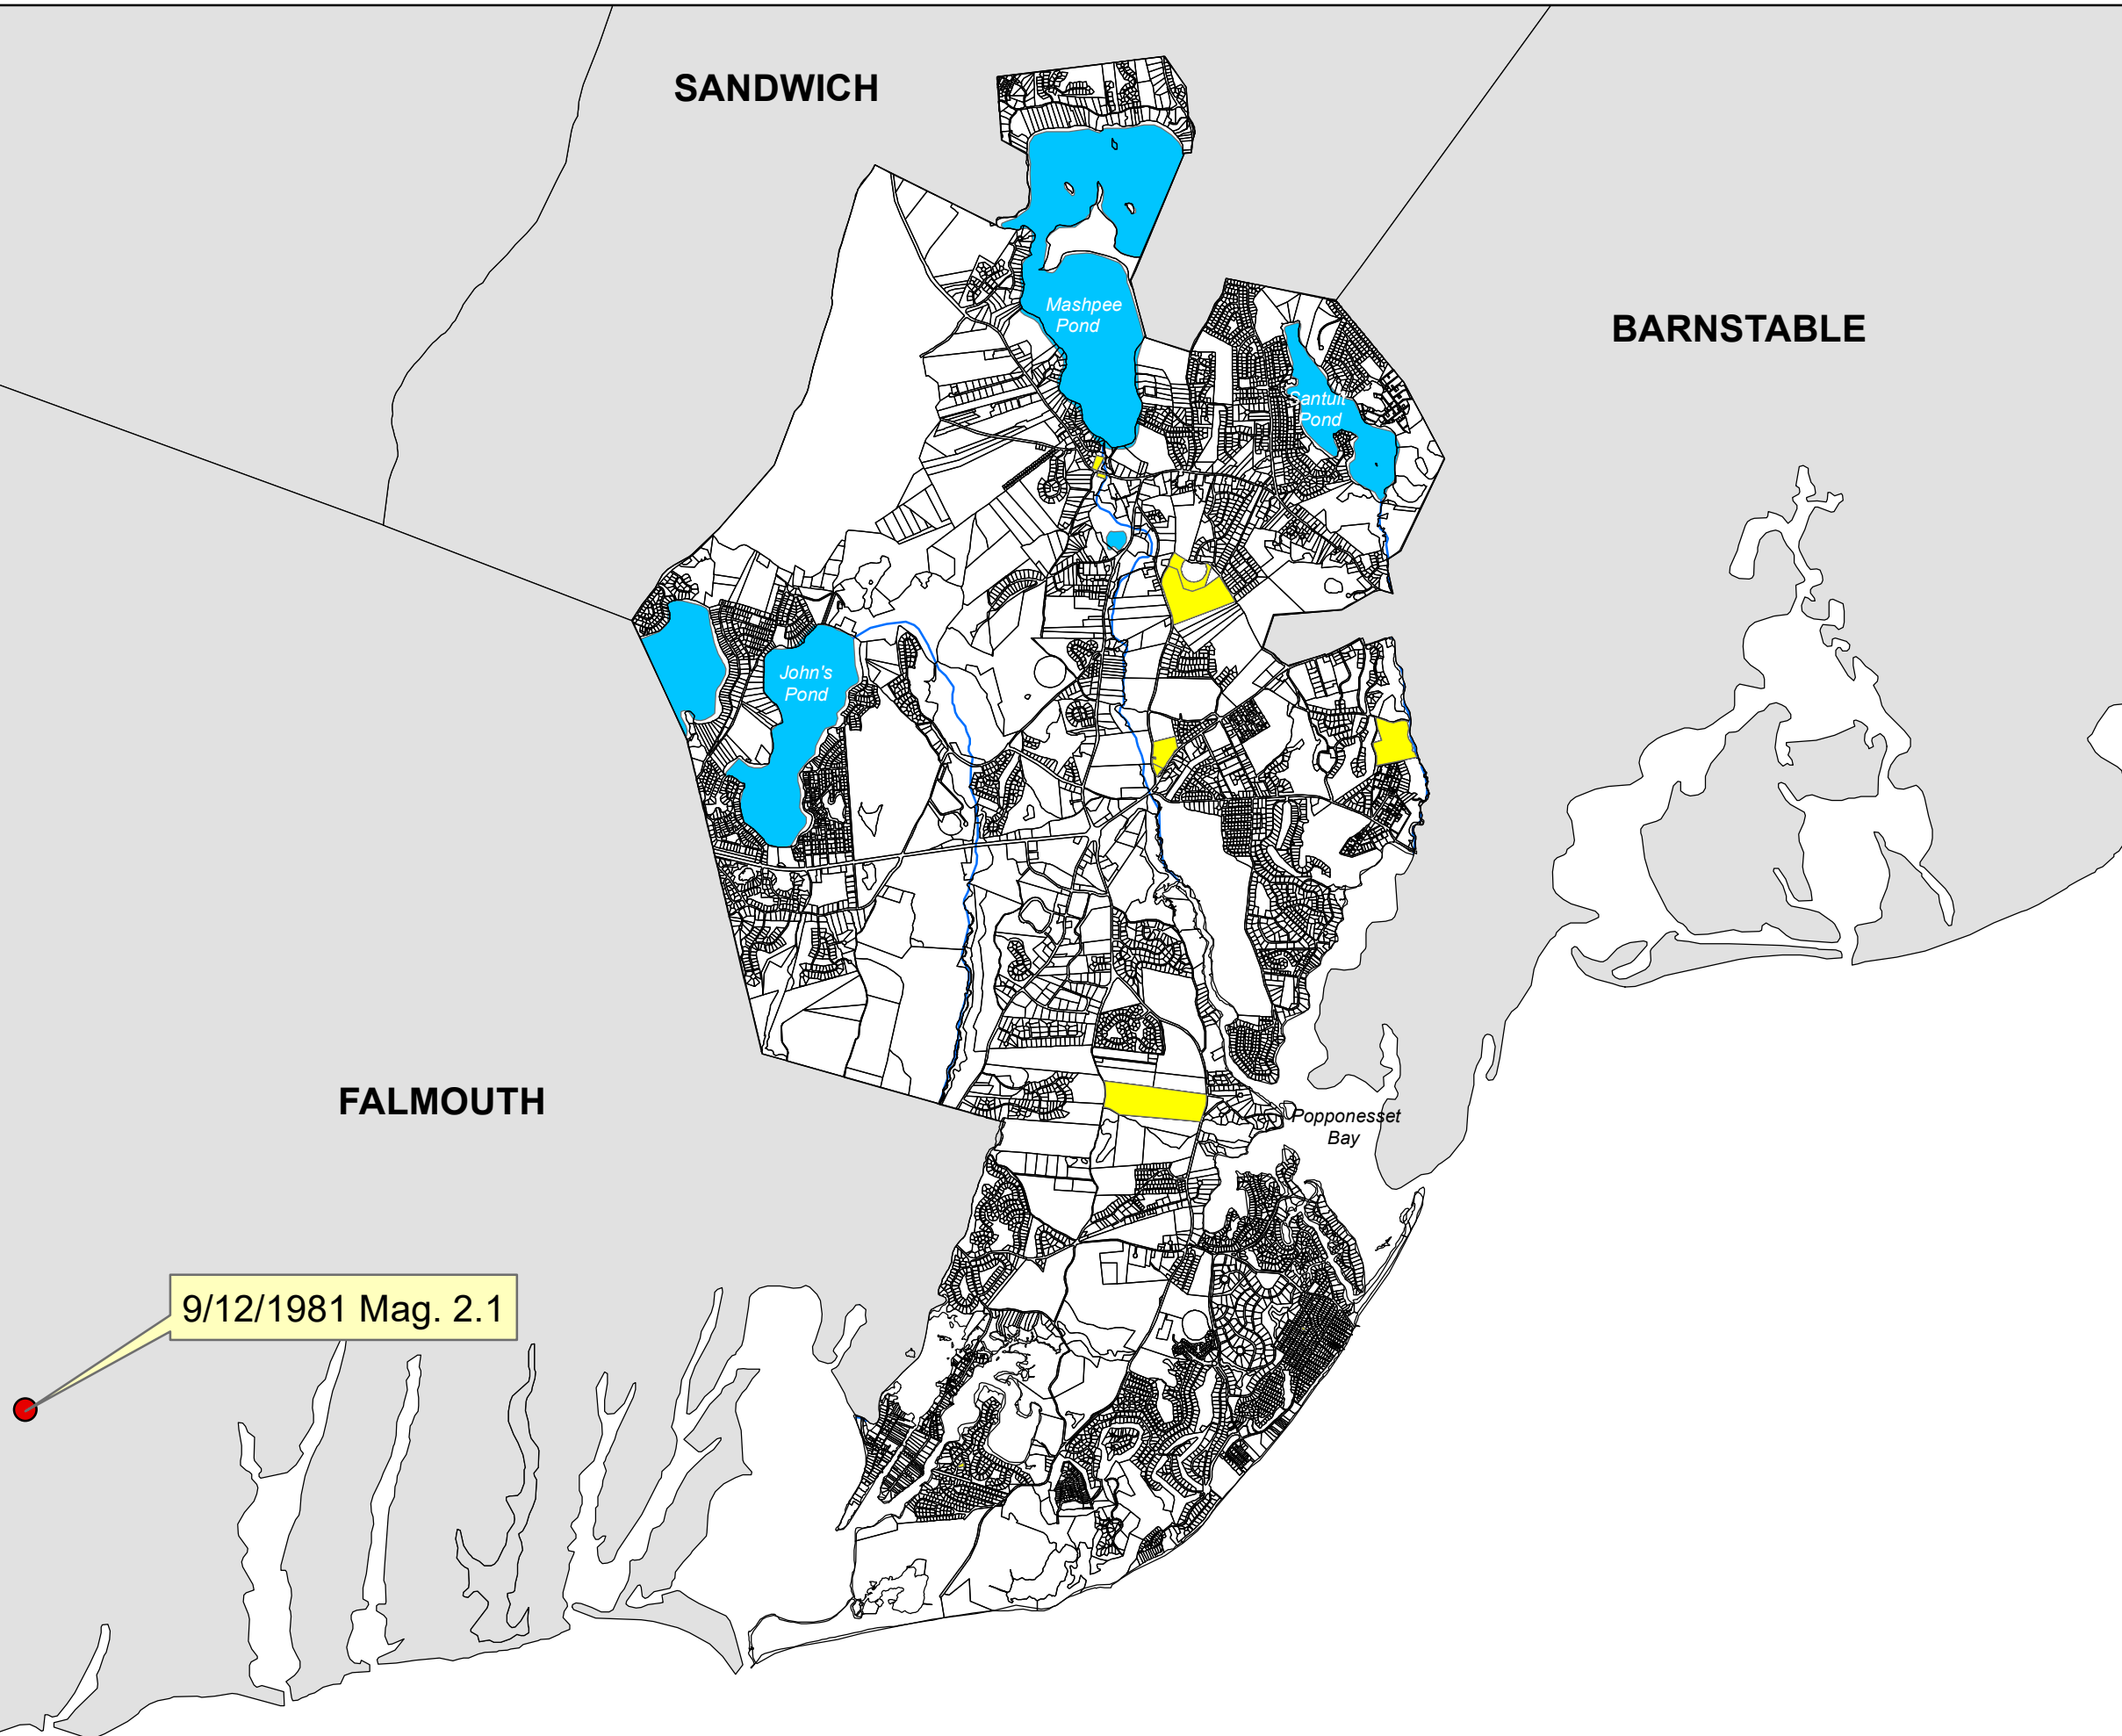 SANDWICH
Mashpee
Pond
BARNSTABLE
Santuit
Pond
John's
Pond
FALMOUTH
Popponesset
Bay
9/12/1981 Mag. 2.1